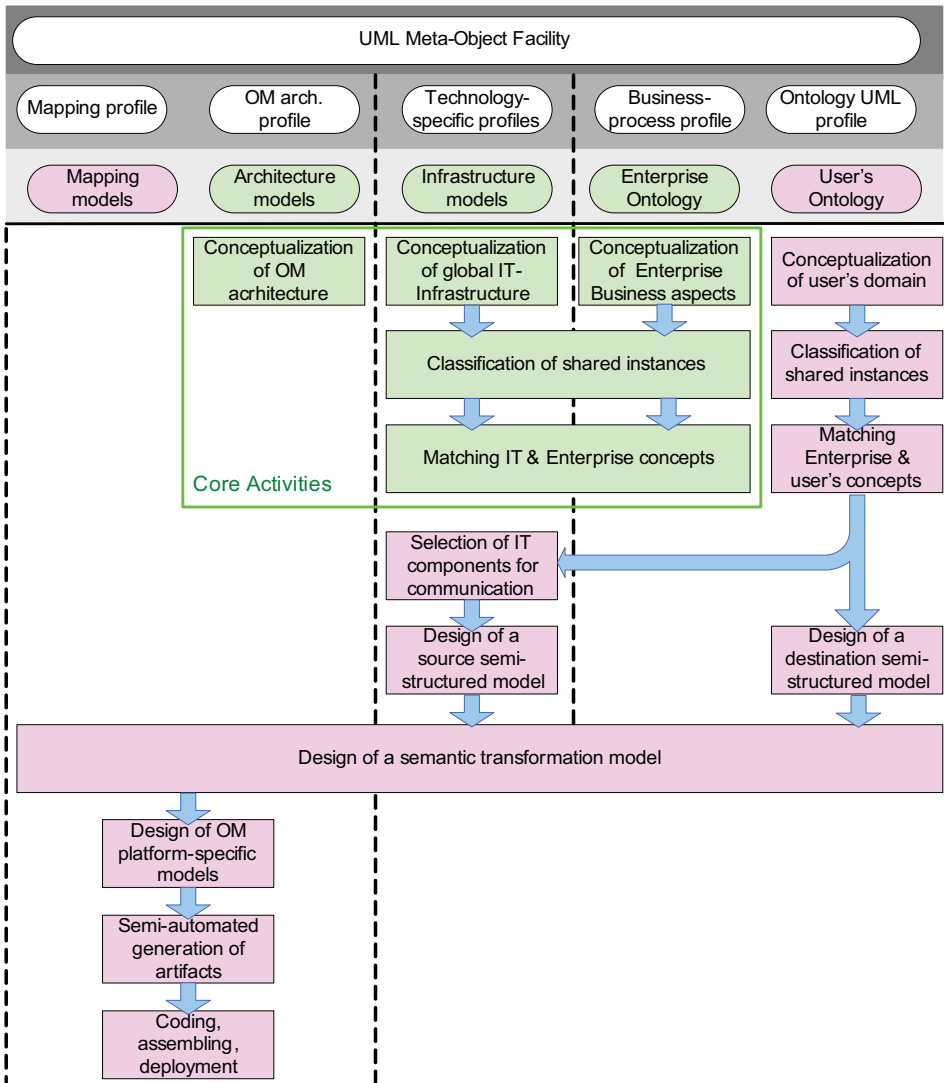 UML Meta-Object Facility
Mapping profile
OM arch.
profile
Technology-
specific profiles
Business-
process profile
Ontology UML
profile
Mapping
models
Architecture
models
Infrastructure
models
Enterprise
Ontology
User's
Ontology
Conceptualization
of OM
acrhitecture
Conceptualization
of global IT-
Infrastructure
Conceptualization
of Enterprise
Business aspects
Conceptualization
of user's domain
Classification of shared instances
Classification of
shared instances
Matching IT & Enterprise concepts
Matching
Enterprise &
user's concepts
Core Activities
Selection of IT
components for
communication
Design of a
source semi-
structured model
Design of a
destination semi-
structured model
Design of a semantic transformation model
Design of OM
platform-specific
models
Semi-automated
generation of
artifacts
Coding,
assembling,
deployment